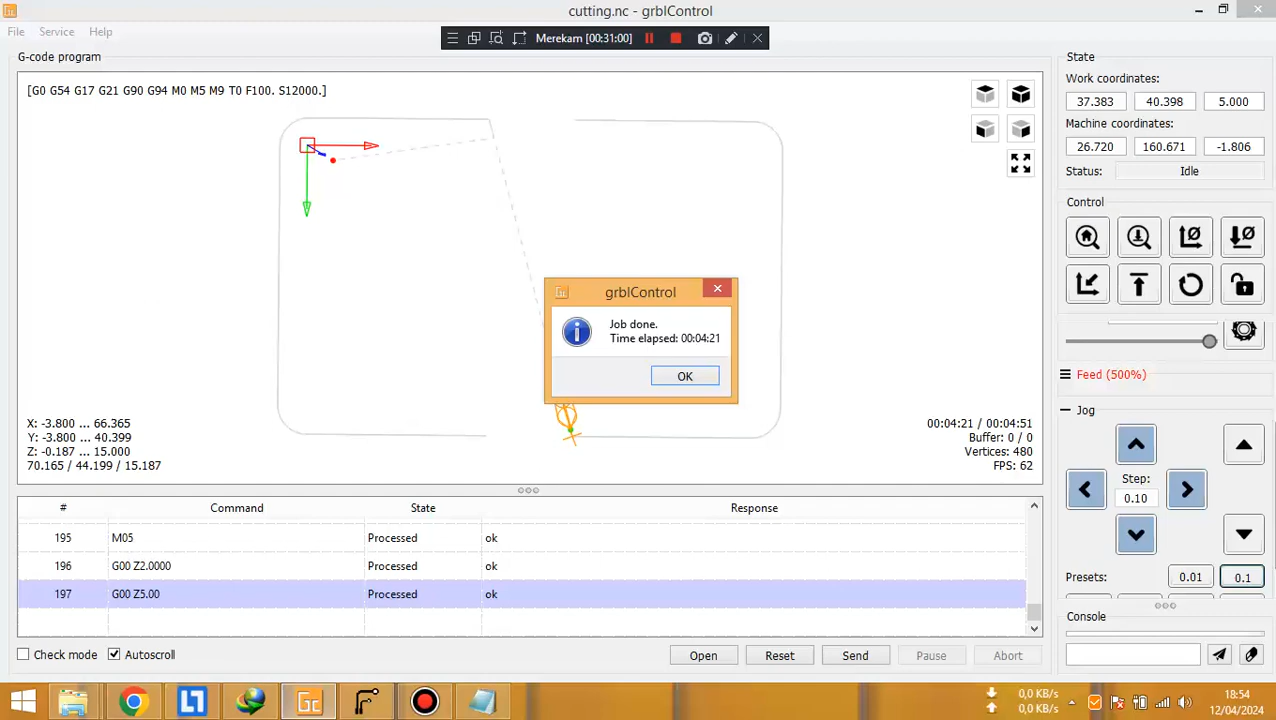 cutting.nc - grblControl
File Service Help
Merekam [00:31:00]
G-code program
[G0 G54 G17 G21 G90 G94 M0 M5 M9 T0 F100. S12000.]
State
Work coordinates:
37.383 40.398 5.000
Machine coordinates:
26.720 160.671 -1.806
Status: Idle
Control
Feed (500%)
Jog
Step:
0.10
Presets: 0.01 0.1
Console
grblControl
Job done.
Time elapsed: 00:04:21
OK
X: -3.800 ... 66.365
Y: -3.800 ... 40.399
Z: -0.187 ... 15.000
70.165 / 44.199 / 15.187
00:04:21 / 00:04:51
Buffer: 0 / 0
Vertices: 480
FPS: 62
# Command State Response
195 M05 Processed ok
196 G00 Z2.0000 Processed ok
197 G00 Z5.00 Processed ok
Check mode Autoscroll Open Reset Send Pause Abort
0,0 KB/s
0,0 KB/s
18:54
12/04/2024